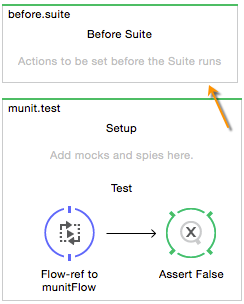 before.suite
Before Suite
Actions to be set before the Suite runs
munit.test
Setup
Add mocks and spies here.
Test
X
Flow-ref to
munitFlow
Assert False